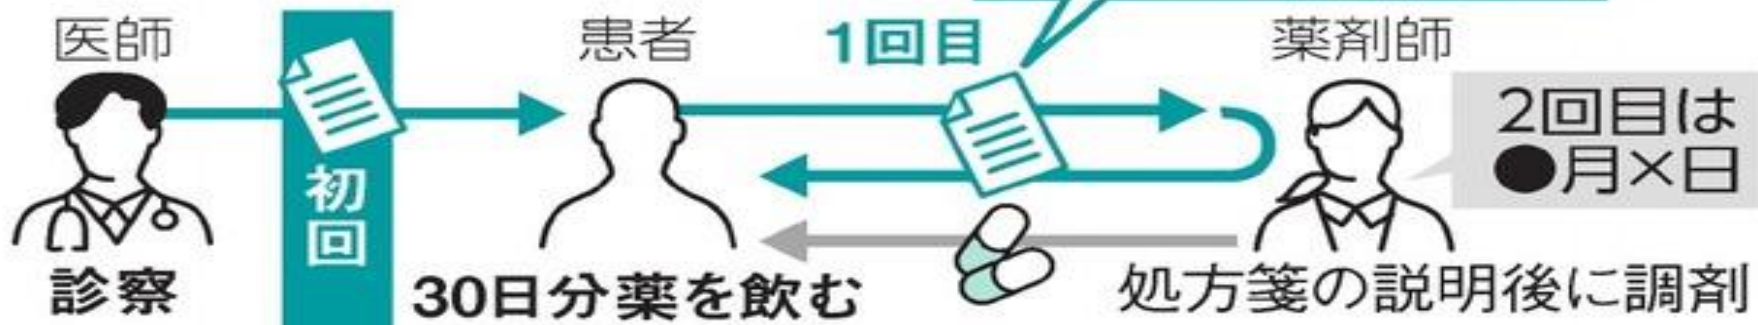 医師
患者
1回目
薬剤師
2回目は
●月×日
初回
診察
30日分薬を飲む
処方箋の説明後に調剤